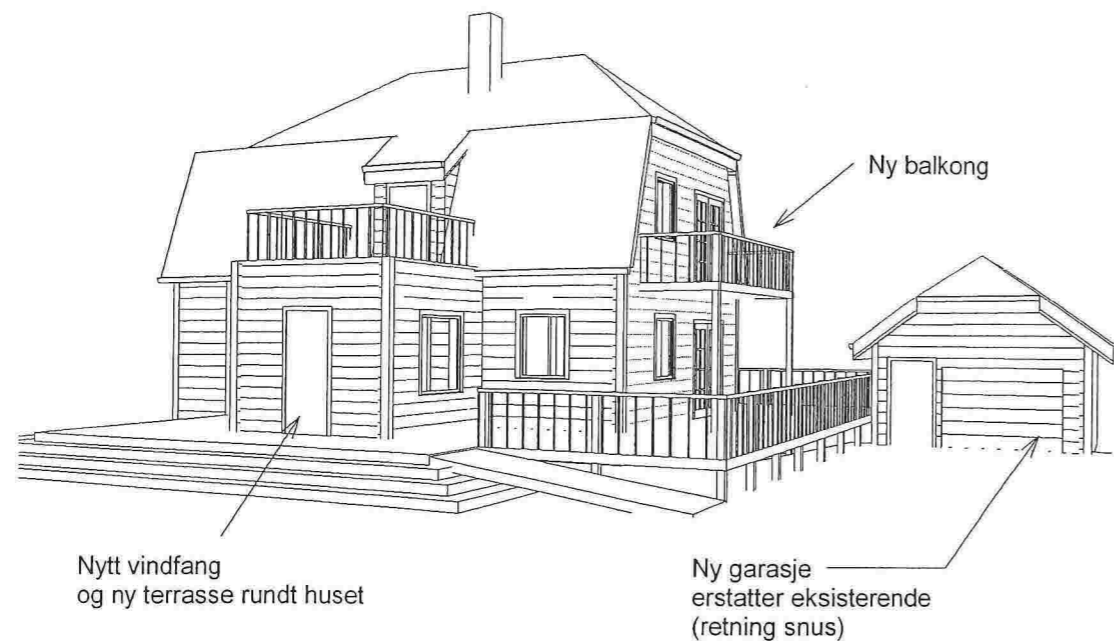 Ny balkong
Nytt vindfang
og ny terrasse rundt huset
Ny garasje
erstatter eksisterende
(retning snus)